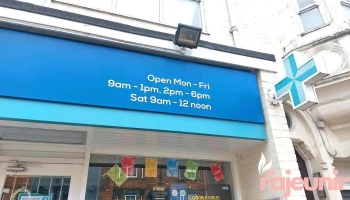 Open Mon - Fri
9am - 1pm, 2pm - 6pm
Sat 9am - 12 noon
rajeunir